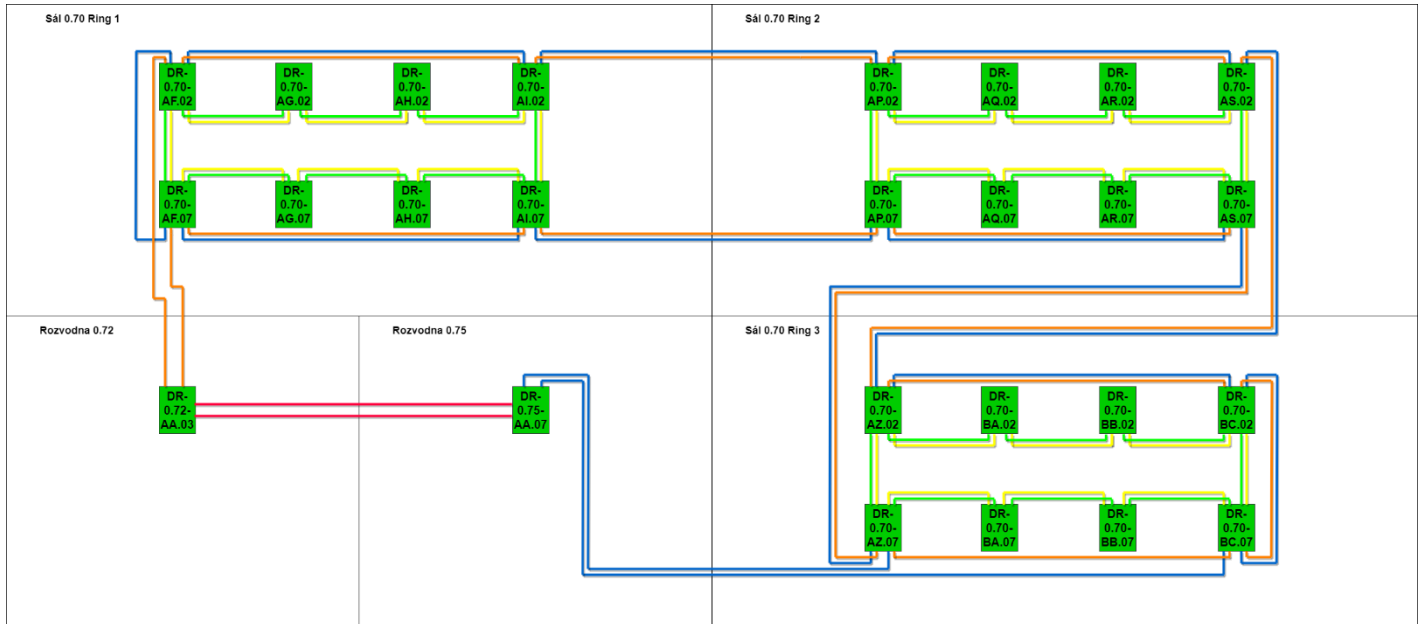 Sál 0.70 Ring 1
Sál 0.70 Ring 2
DR-
0.70-
AF.02
DR-
0.70-
AG.02
DR-
0.70-
AH.02
DR-
0.70-
AI.02
DR-
0.70-
AP.02
DR-
0.70-
AQ.02
DR-
0.70-
AR.02
DR-
0.70-
AS.02
DR-
0.70-
AF.07
DR-
0.70-
AG.07
DR-
0.70-
AH.07
DR-
0.70-
AI.07
DR-
0.70-
AP.07
DR-
0.70-
AQ.07
DR-
0.70-
AR.07
DR-
0.70-
AS.07
Rozvodna 0.72
Rozvodna 0.75
Sál 0.70 Ring 3
DR-
0.72-
AA.03
DR-
0.75-
AA.07
DR-
0.70-
AZ.02
DR-
0.70-
BA.02
DR-
0.70-
BB.02
DR-
0.70-
BC.02
DR-
0.70-
AZ.07
DR-
0.70-
BA.07
DR-
0.70-
BB.07
DR-
0.70-
BC.07